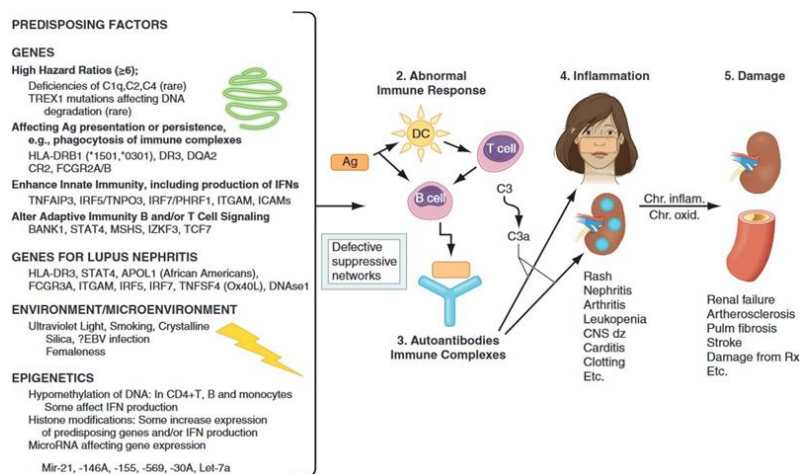 PREDISPOSING FACTORS
GENES
High Hazard Ratios (≥6);
Deficiencies of C1q,C2,C4 (rare)
TREX1 mutations affecting DNA
degradation (rare)
Affecting Ag presentation or persistence,
e.g., phagocytosis of immune complexes
HLA-DRB1 (*1501,*0301), DR3, DQA2
CR2, FCGR2A/B
Enhance Innate Immunity, including production of IFNs
TNFAIP3, IRF5/TNPO3, IRF7/PHRF1, ITGAM, ICAMs
Alter Adaptive Immunity B and/or T Cell Signaling
BANK1, STAT4, MSHS, IZKF3, TCF7
GENES FOR LUPUS NEPHRITIS
HLA-DR3, STAT4, APOL1 (African Americans),
FCGR3A, ITGAM, IRF5, IRF7, TNFSF4 (Ox40L), DNAse1
ENVIRONMENT/MICROENVIRONMENT
Ultraviolet Light, Smoking, Crystalline
Silica, ?EBV infection
Femaleness
EPIGENETICS
Hypomethylation of DNA: In CD4+T, B and monocytes
Some affect IFN production
Histone modifications: Some increase expression
of predisposing genes and/or IFN production
MicroRNA affecting gene expression
Mir-21, -146A, -155, -569, -30A, Let-7a
2. Abnormal
Immune Response
DC
Ag
T cell
B cell
C3
C3a
Defective
suppressive
networks
3. Autoantibodies
Immune Complexes
4. Inflammation
Rash
Nephritis
Arthritis
Leukopenia
CNS dz
Carditis
Clotting
Etc.
Chr. inflam.
Chr. oxid.
5. Damage
Renal failure
Artherosclerosis
Pulm fibrosis
Stroke
Damage from Rx
Etc.